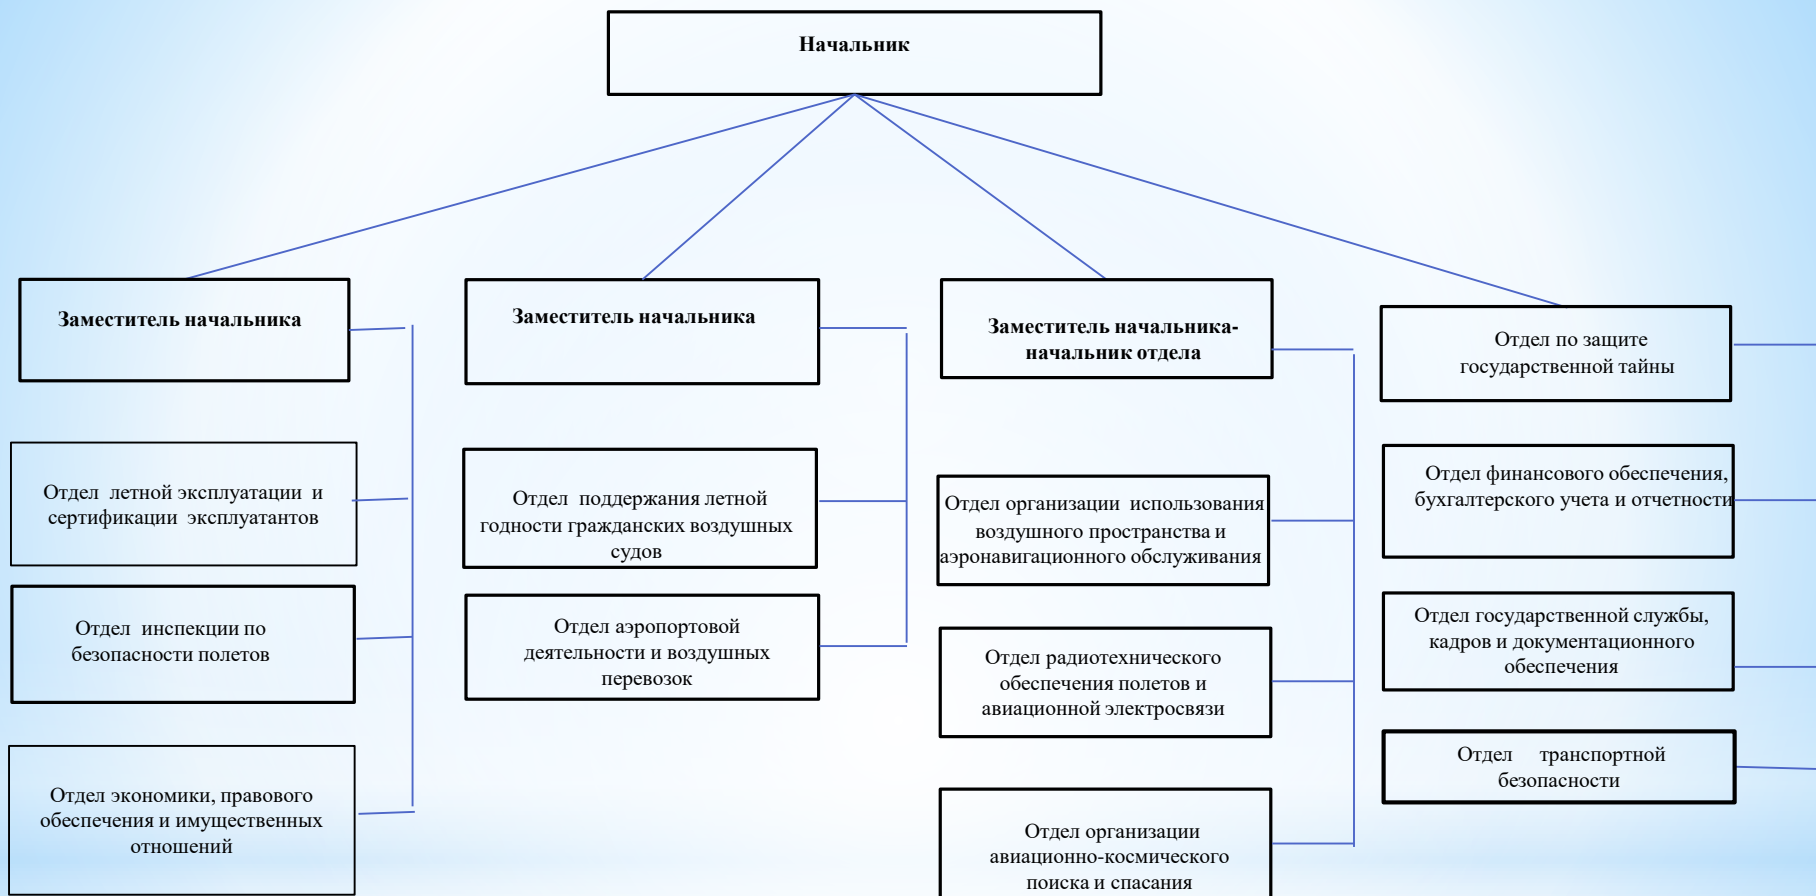 Начальник
Заместитель начальника
Отдел летной эксплуатации и
сертификации эксплуатантов
Отдел инспекции по
безопасности полетов
Отдел экономики, правового
обеспечения и имущественных
отношений
Заместитель начальника
Отдел поддержания летной
годности гражданских воздушных
судов
Отдел аэропортовой
деятельности и воздушных
перевозок
Заместитель начальника-
начальник отдела
Отдел организации использования
воздушного пространства и
аэронавигационного обслуживания
Отдел радиотехнического
обеспечения полетов и
авиационной электросвязи
Отдел организации
авиационно-космического
поиска и спасания
Отдел по защите
государственной тайны
Отдел финансового обеспечения,
бухгалтерского учета и отчетности
Отдел государственной службы,
кадров и документационного
обеспечения
Отдел транспортной
безопасности